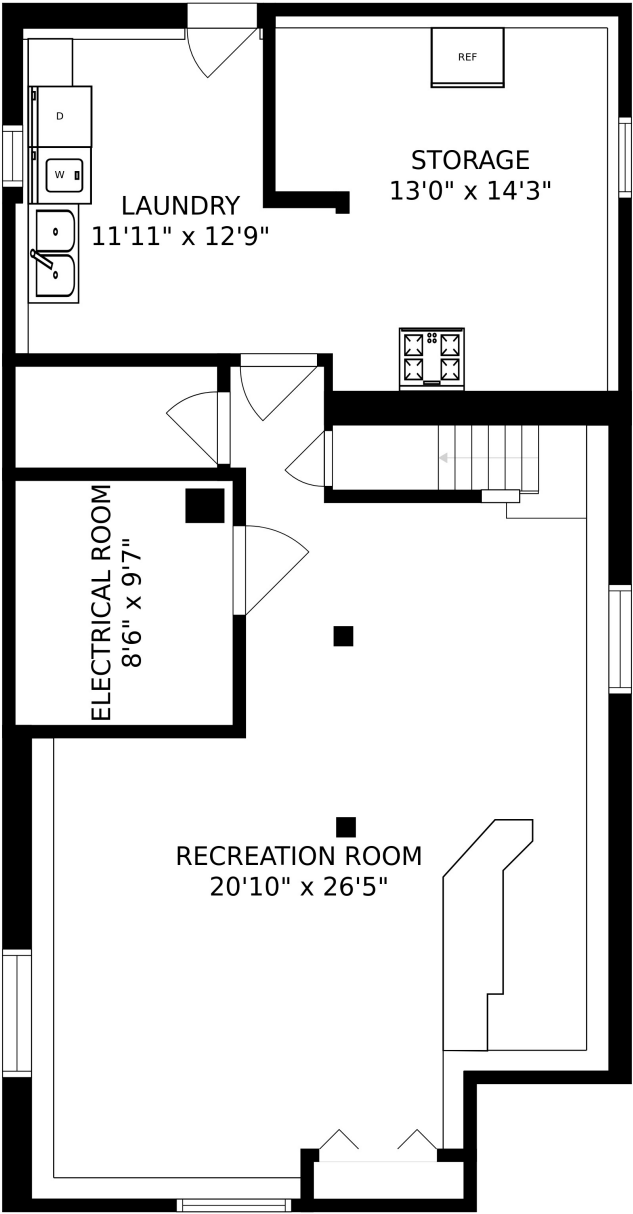 REF
D
STORAGE
13'0" x 14'3"
W
LAUNDRY
11'11" x 12'9"
ELECTRICAL ROOM
8'6" x 9'7"
RECREATION ROOM
20'10" x 26'5"